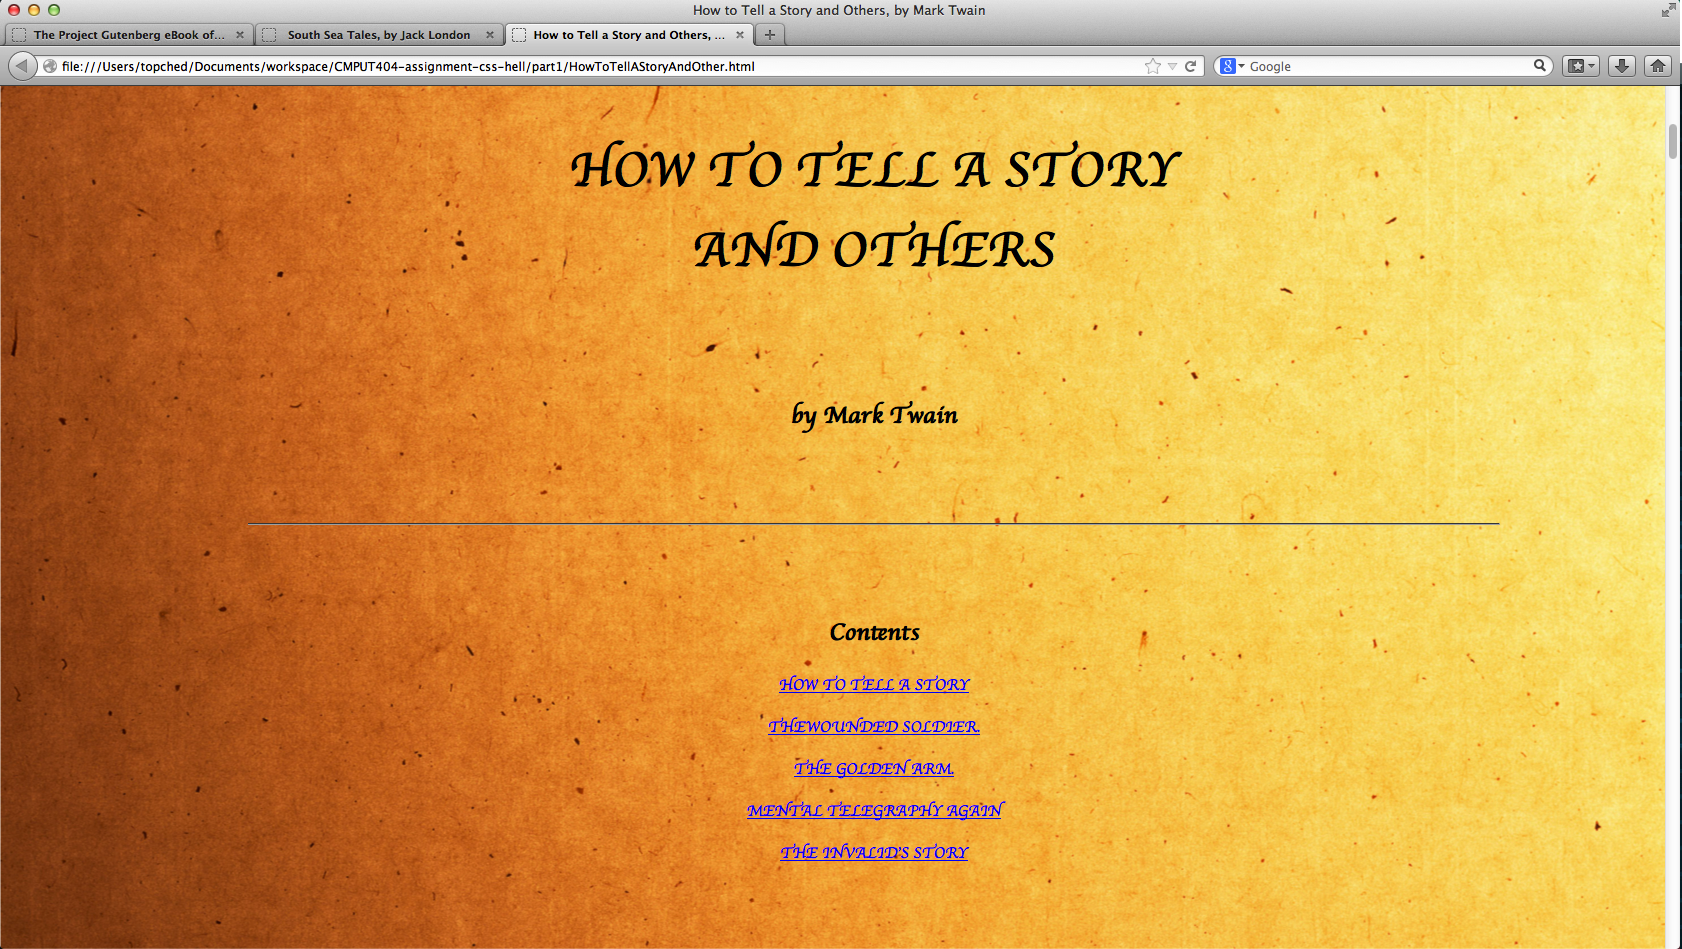 How to Tell a Story and Others, by Mark Twain
The Project Gutenberg eBook of...
South Sea Tales, by Jack London
How to Tell a Story and Others, ...
file:///Users/topched/Documents/workspace/CMPUT404-assignment-css-hell/part1/HowToTellAStoryAndOther.html
Google
HOW TO TELL A STORY
AND OTHERS
by Mark Twain
Contents
HOW TO TELL A STORY
THEWOUNDED SOLDIER.
THE GOLDEN ARM.
MENTAL TELEGRAPHY AGAIN
THE INVALID'S STORY